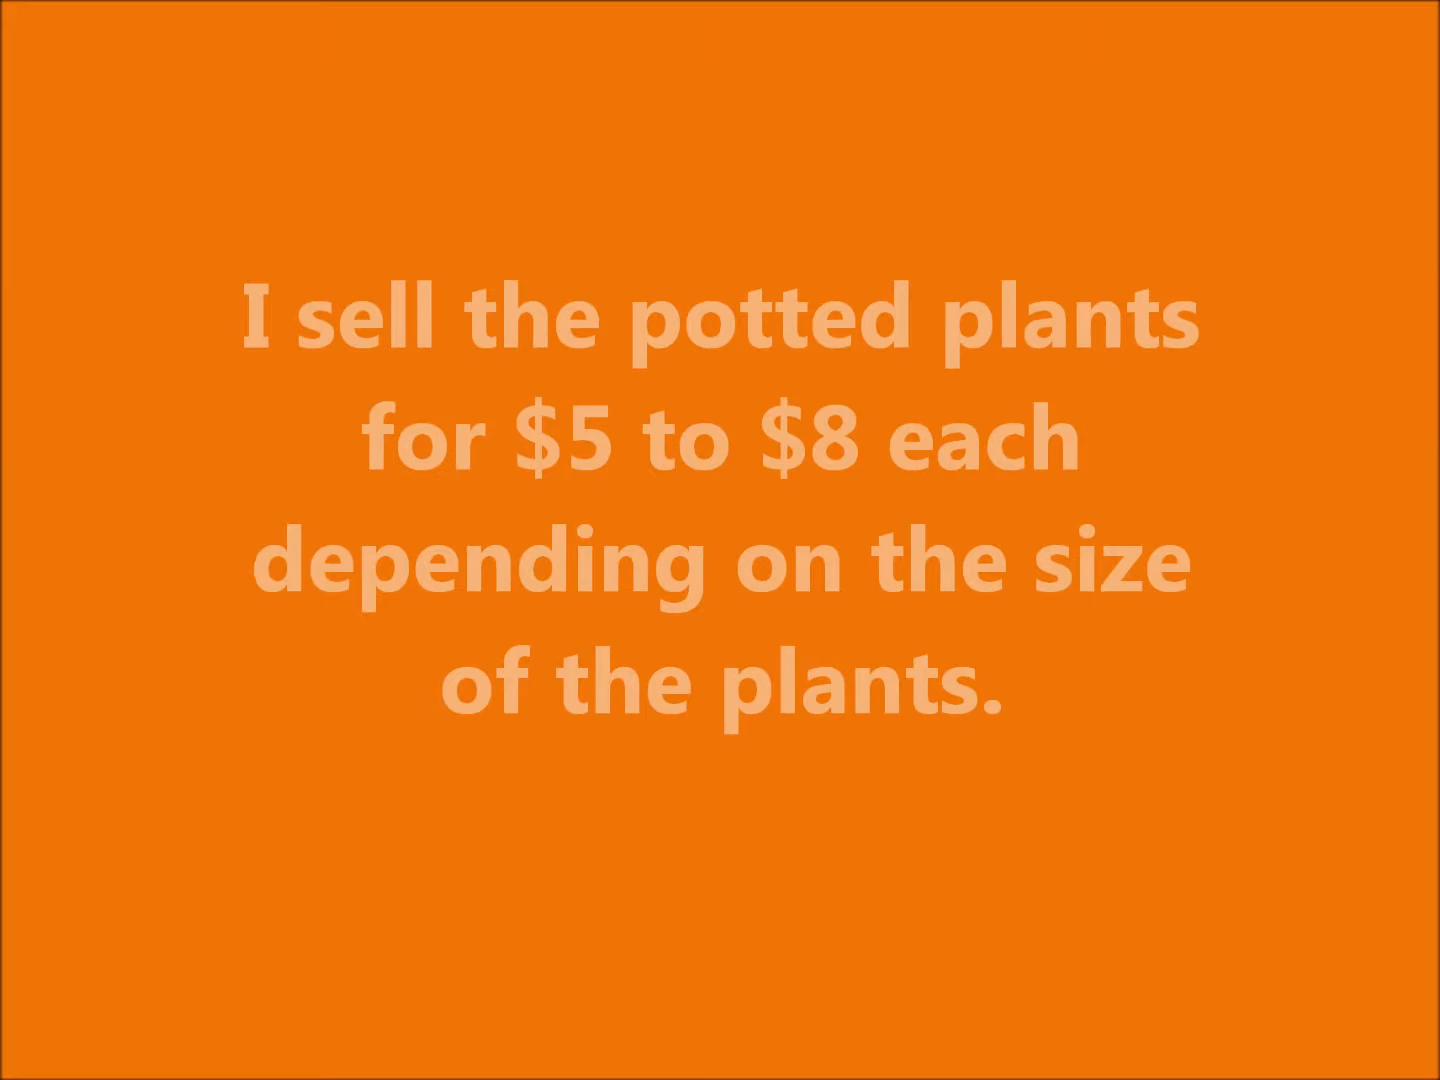 I sell the potted plants
for $5 to $8 each
depending on the size
of the plants.